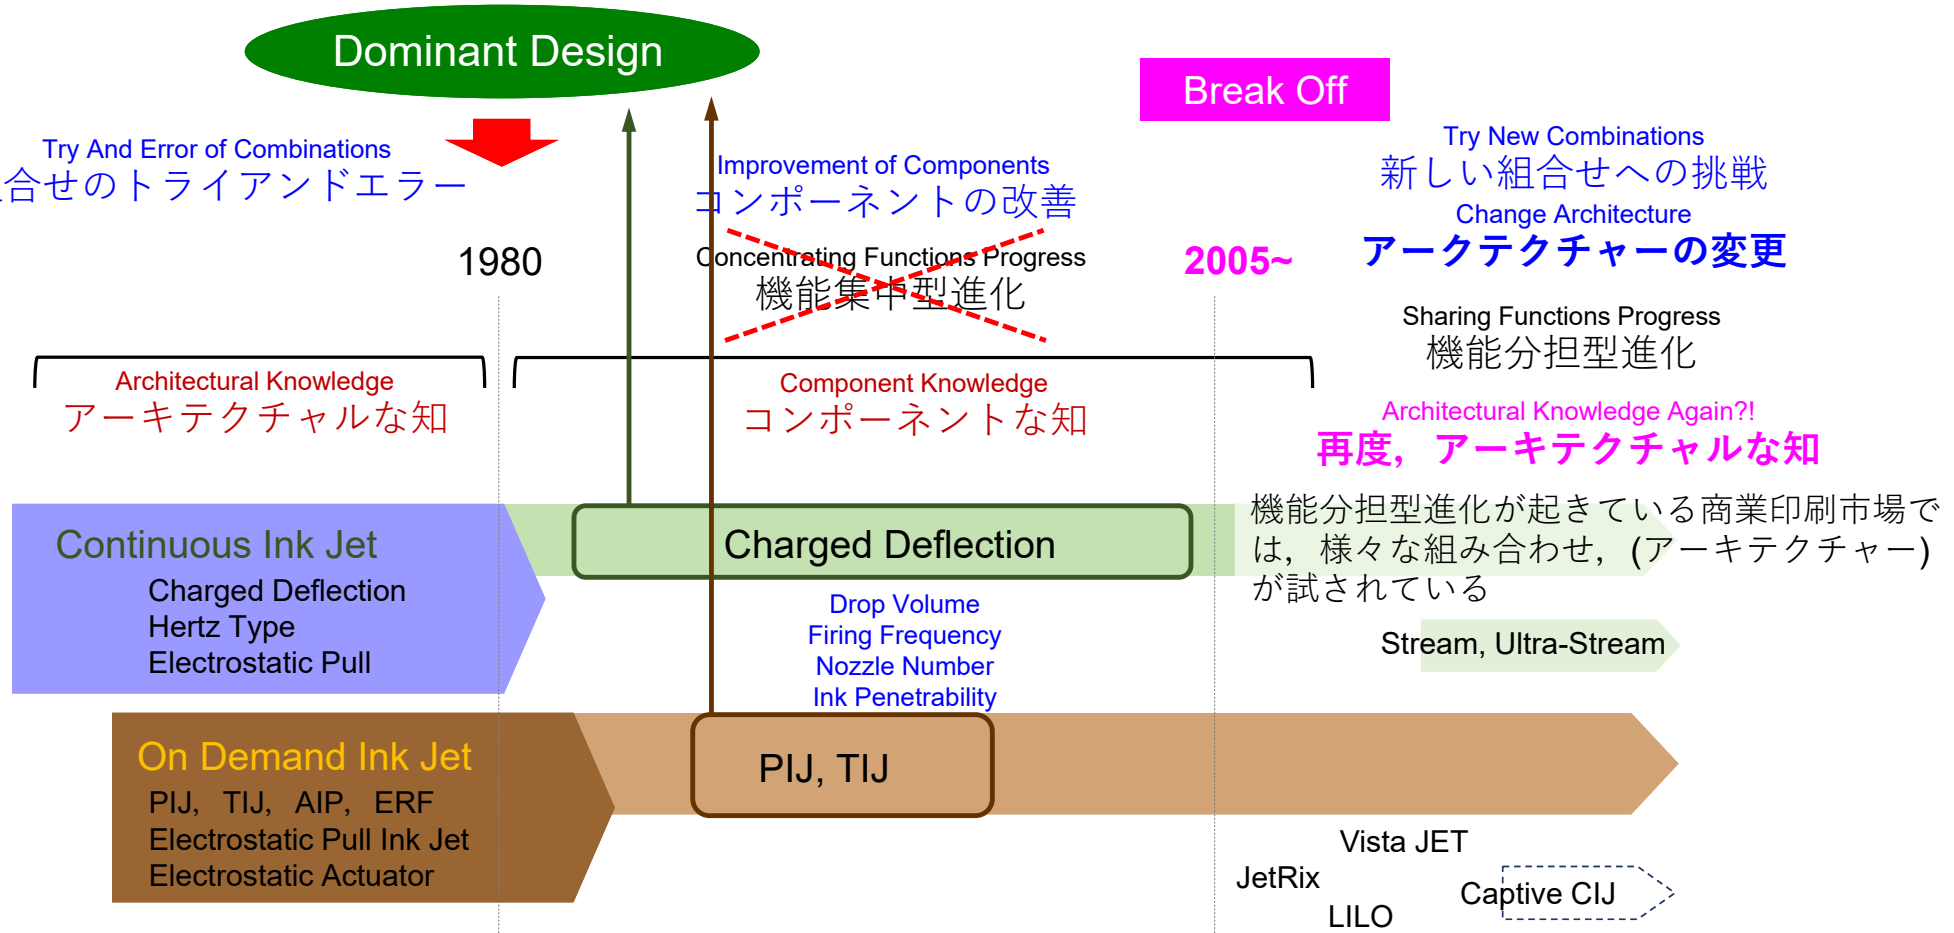 Dominant Design
Break Off
Try And Error of Combinations
合せのトライアンドエラー
Improvement of Components
コンポーネントの改善
Try New Combinations
新しい組合せへの挑戦
Change Architecture
アークテクチャーの変更
1980
Concentrating Functions Progress
機能集中型進化
2005~
Sharing Functions Progress
機能分担型進化
Architectural Knowledge
アーキテクチャルな知
Component Knowledge
コンポーネントな知
Architectural Knowledge Again?!
再度，アーキテクチャルな知
Continuous Ink Jet
Charged Deflection
Hertz Type
Electrostatic Pull
Charged Deflection
機能分担型進化が起きている商業印刷市場で
は，様々な組み合わせ，(アーキテクチャー)
が試されている
Drop Volume
Firing Frequency
Nozzle Number
Ink Penetrability
Stream, Ultra-Stream
On Demand Ink Jet
PIJ，TIJ，AIP，ERF
Electrostatic Pull Ink Jet
Electrostatic Actuator
PIJ, TIJ
Vista JET
JetRix
Captive CIJ
LILO